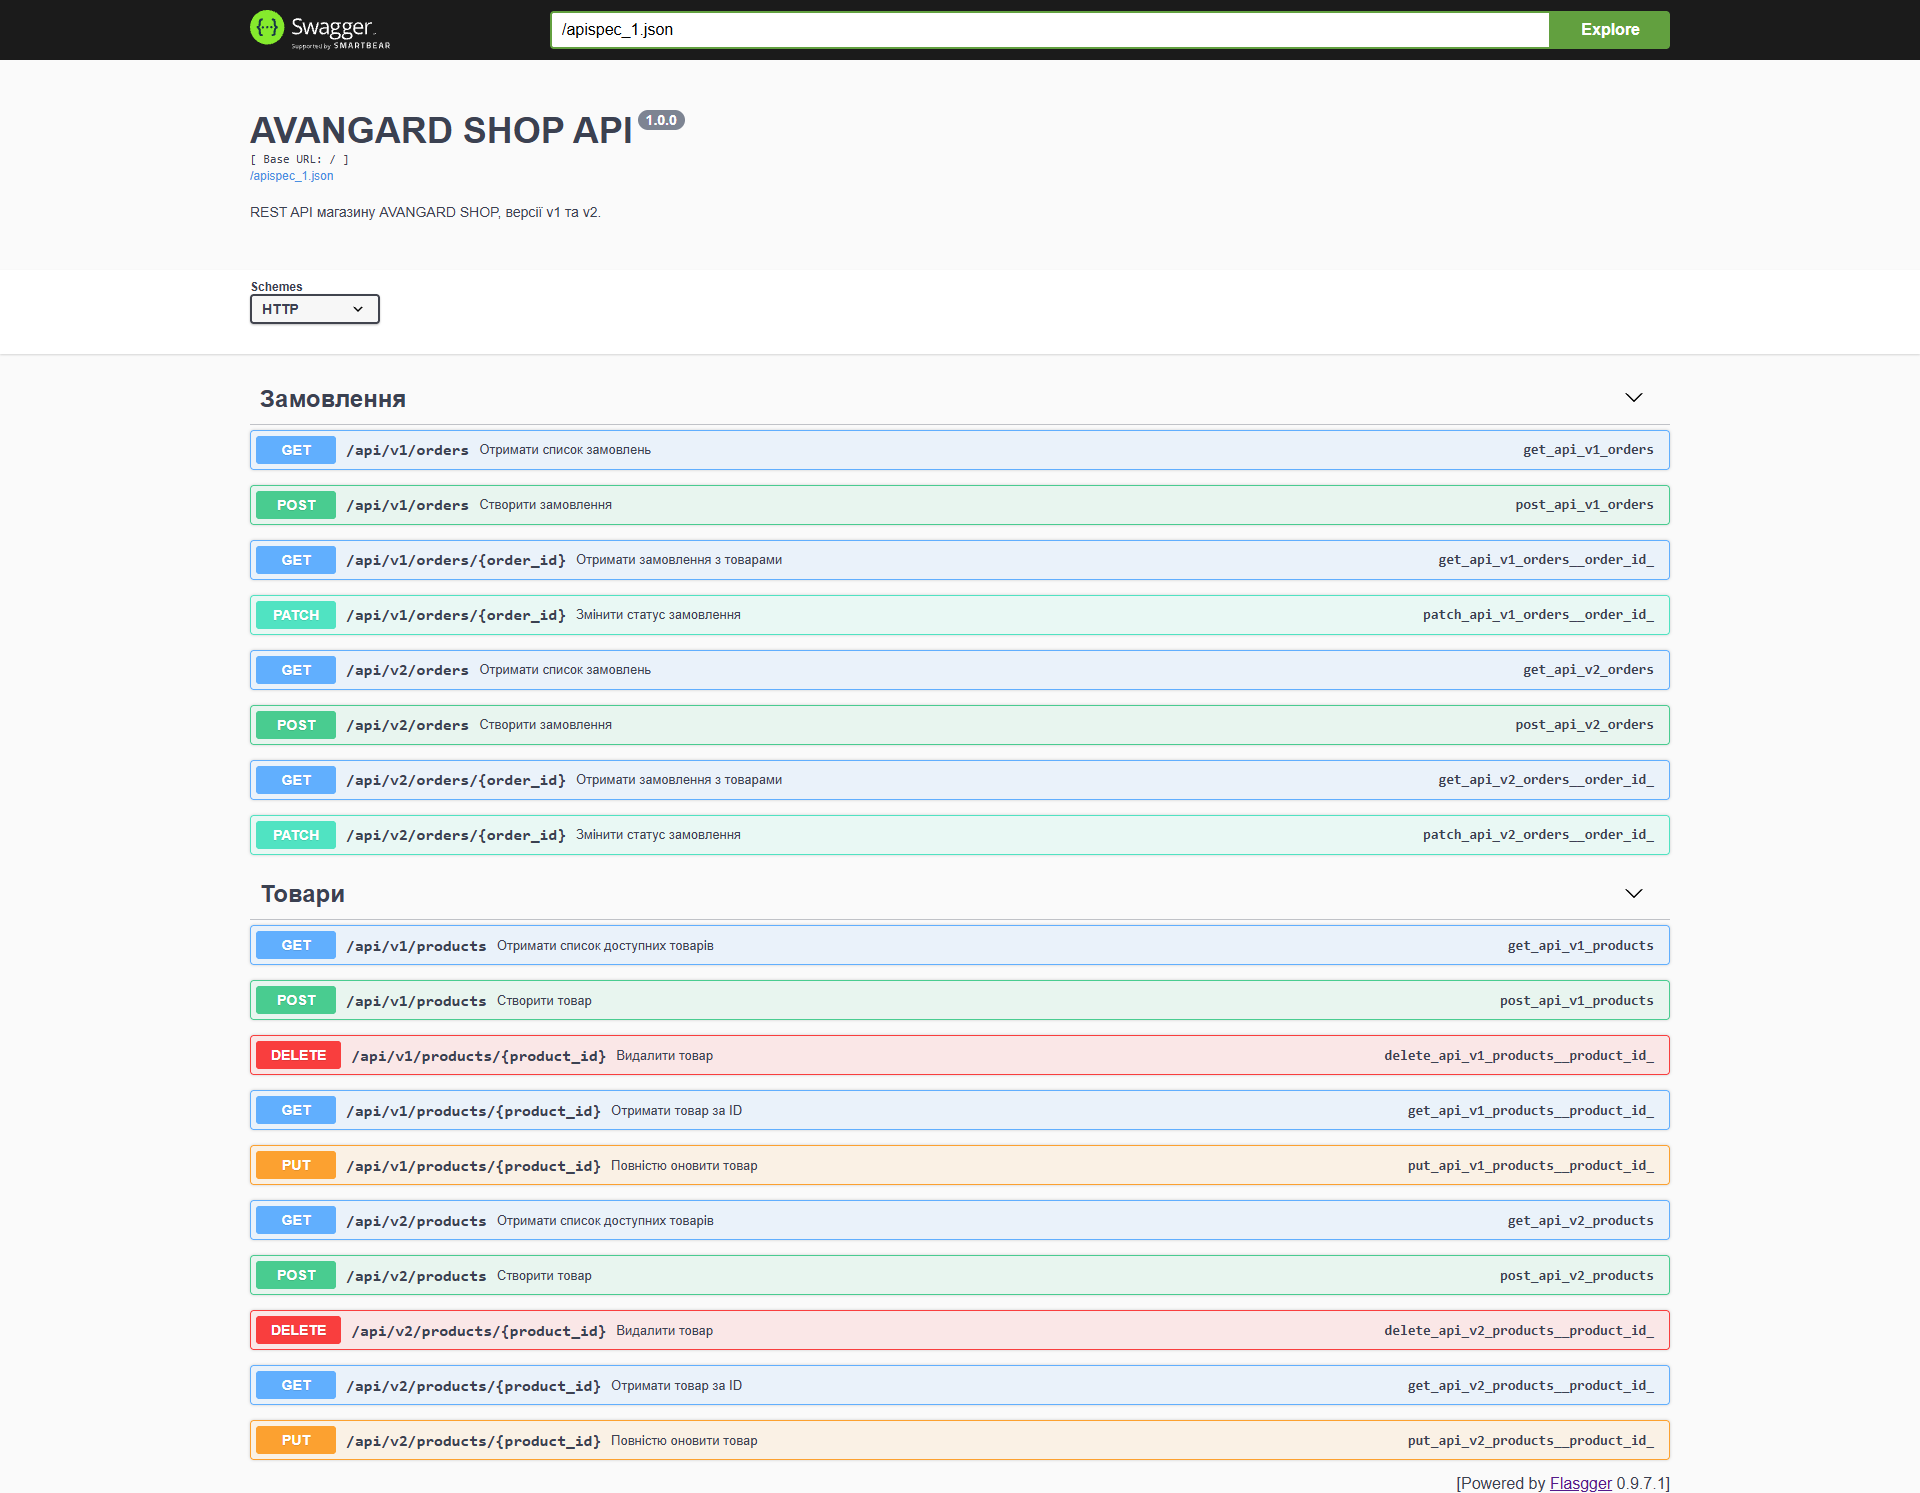 Swagger
Supported by SMARTBEAR
/apispec_1.json
Explore
AVANGARD SHOP API 1.0.0
[ Base URL: / ]
/apispec_1.json
REST API магазину AVANGARD SHOP, версії v1 та v2.
Schemes
HTTP
Замовлення
GET /api/v1/orders Отримати список замовлень get_api_v1_orders
POST /api/v1/orders Створити замовлення post_api_v1_orders
GET /api/v1/orders/{order_id} Отримати замовлення з товарами get_api_v1_orders__order_id_
PATCH /api/v1/orders/{order_id} Змінити статус замовлення patch_api_v1_orders__order_id_
GET /api/v2/orders Отримати список замовлень get_api_v2_orders
POST /api/v2/orders Створити замовлення post_api_v2_orders
GET /api/v2/orders/{order_id} Отримати замовлення з товарами get_api_v2_orders__order_id_
PATCH /api/v2/orders/{order_id} Змінити статус замовлення patch_api_v2_orders__order_id_
Товари
GET /api/v1/products Отримати список доступних товарів get_api_v1_products
POST /api/v1/products Створити товар post_api_v1_products
DELETE /api/v1/products/{product_id} Видалити товар delete_api_v1_products__product_id_
GET /api/v1/products/{product_id} Отримати товар за ID get_api_v1_products__product_id_
PUT /api/v1/products/{product_id} Повністю оновити товар put_api_v1_products__product_id_
GET /api/v2/products Отримати список доступних товарів get_api_v2_products
POST /api/v2/products Створити товар post_api_v2_products
DELETE /api/v2/products/{product_id} Видалити товар delete_api_v2_products__product_id_
GET /api/v2/products/{product_id} Отримати товар за ID get_api_v2_products__product_id_
PUT /api/v2/products/{product_id} Повністю оновити товар put_api_v2_products__product_id_
[Powered by Flasgger 0.9.7.1]